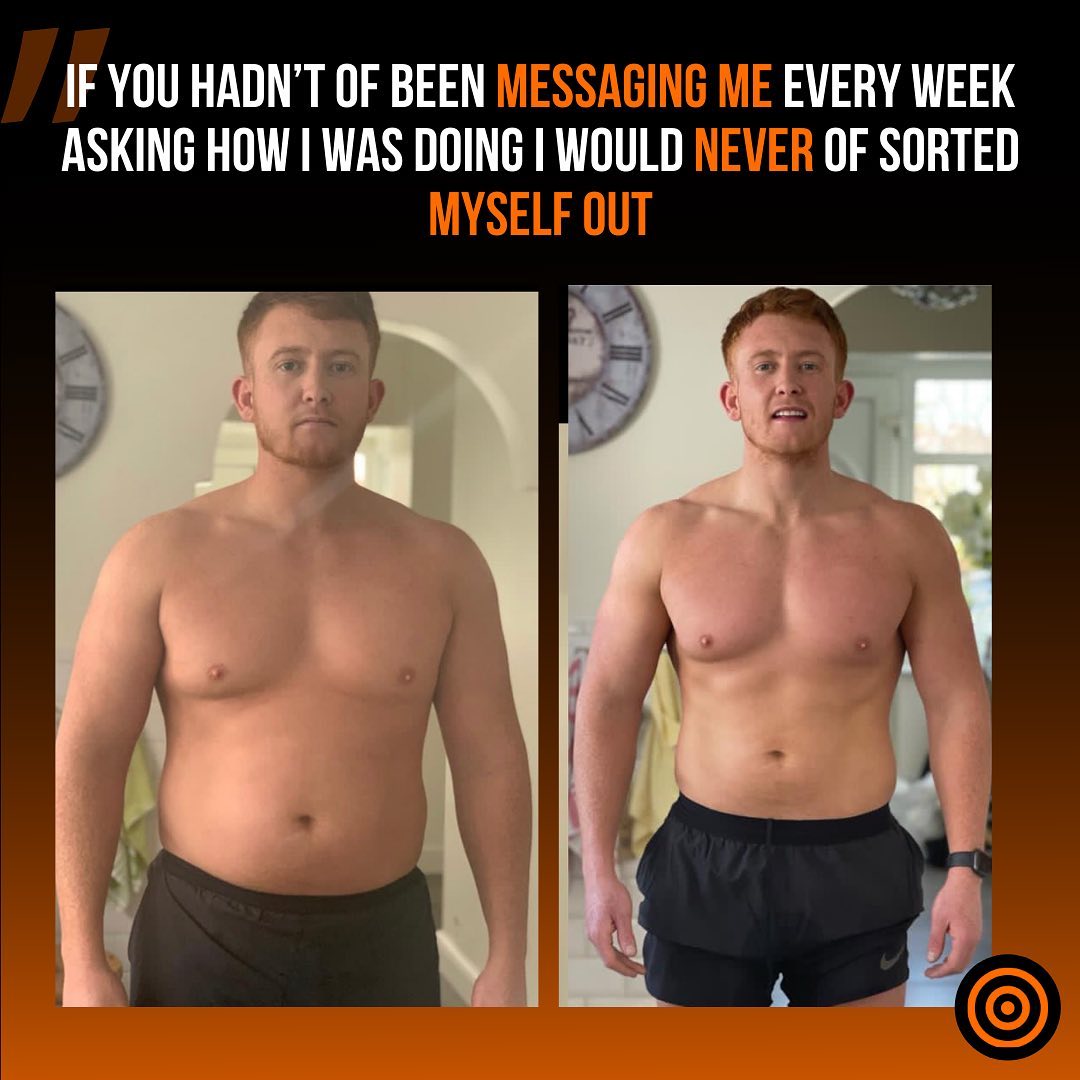 "
IF YOU HADN'T OF BEEN MESSAGING ME EVERY WEEK
ASKING HOW I WAS DOING I WOULD NEVER OF SORTED
MYSELF OUT